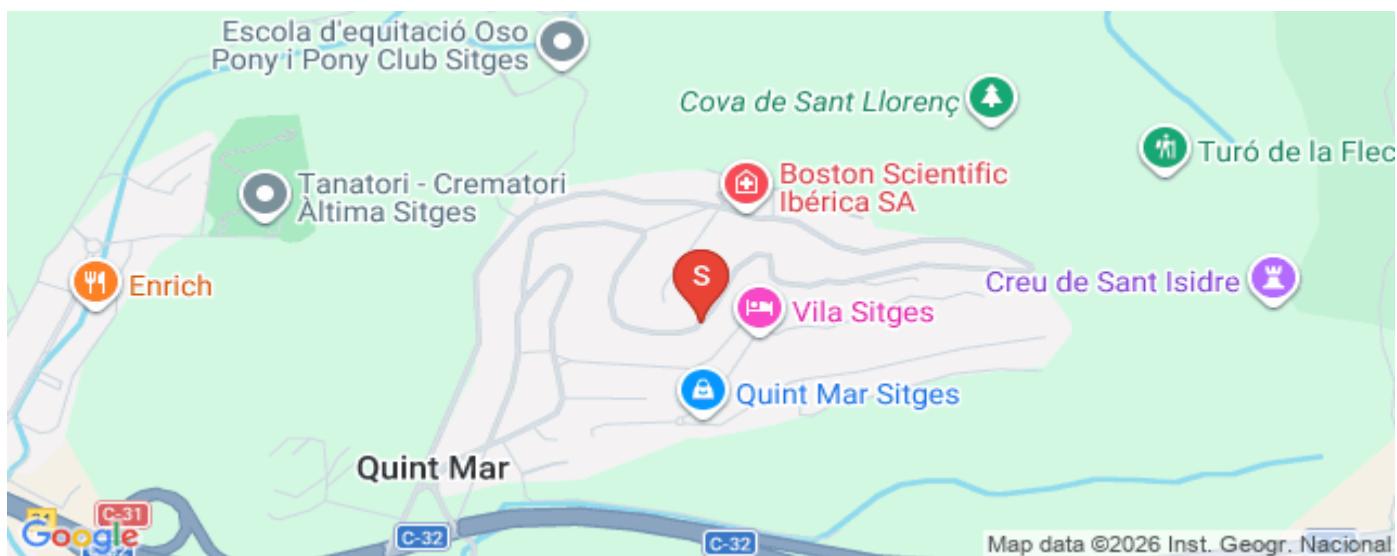 Escola d'equitació Oso
Pony i Pony Club Sitges
Cova de Sant Llorenç
Turó de la Flec
Boston Scientific
Ibérica SA
Tanatori - Crematori
Àltima Sitges
S
Enrich
Creu de Sant Isidre
Vila Sitges
Quint Mar Sitges
Quint Mar
C-31
Google
C-32
C-32
Map data ©2026 Inst. Geogr. Nacional